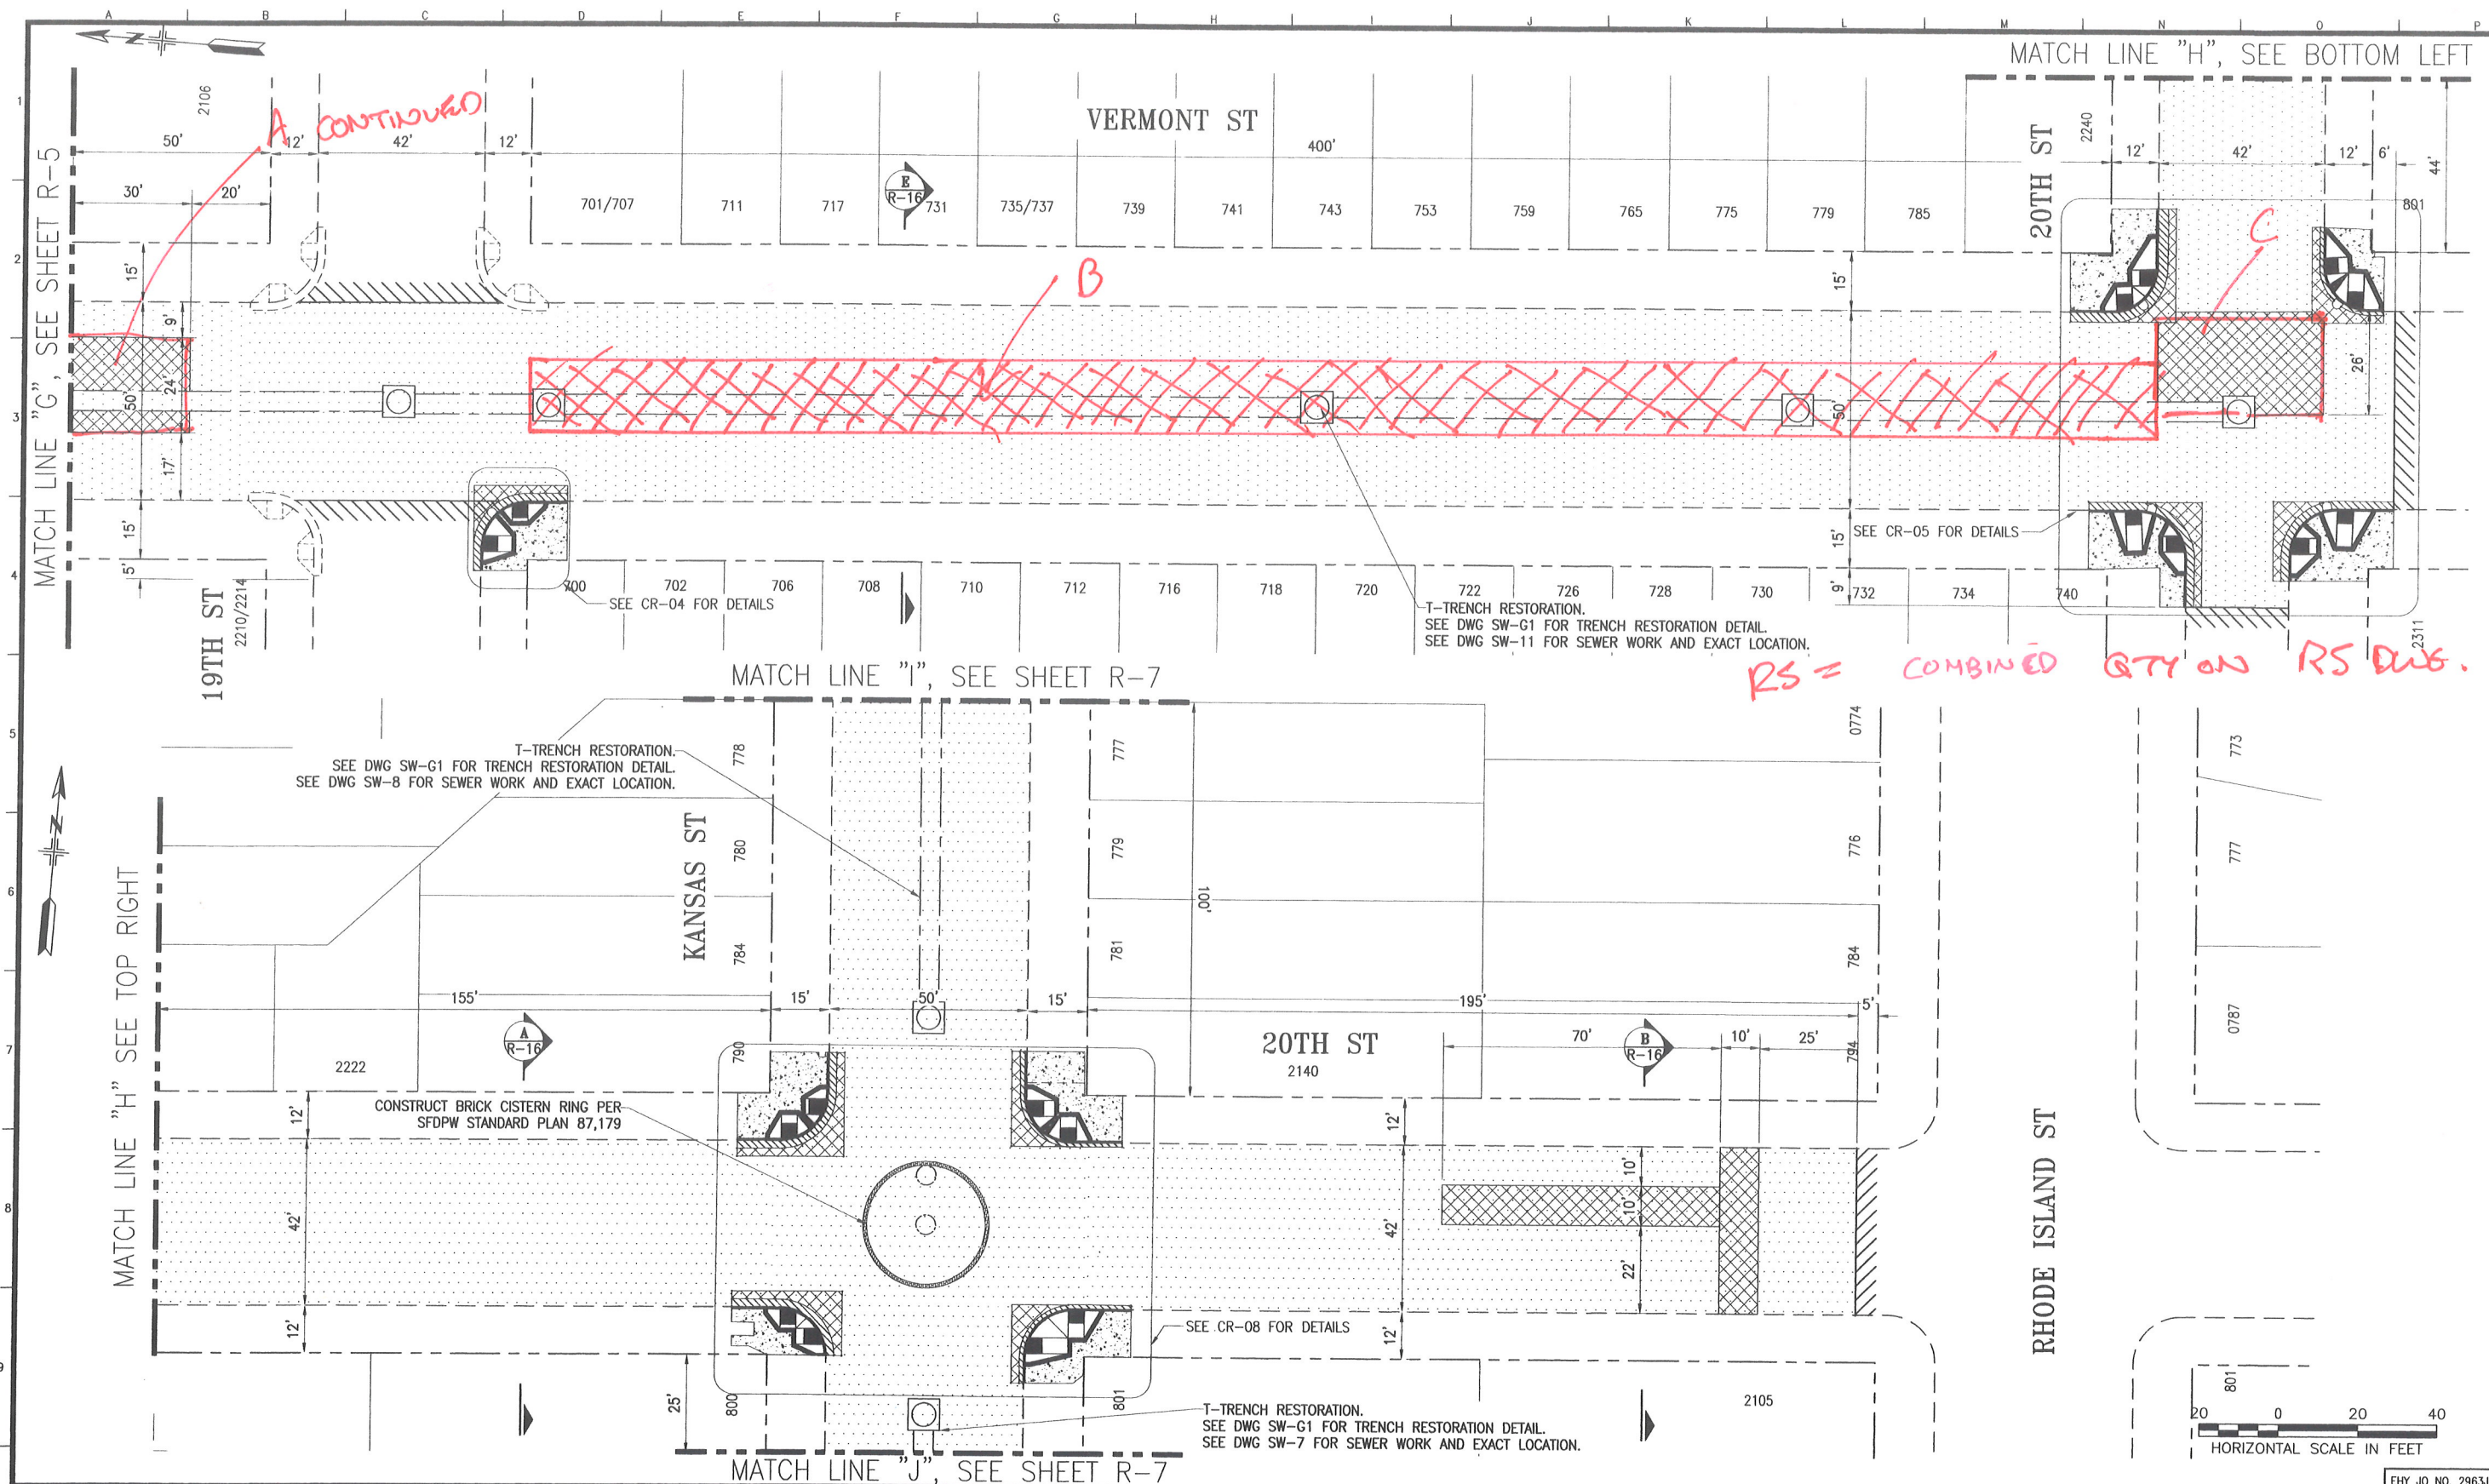 A B C D E F G H J K L M N O P
MATCH LINE "H", SEE BOTTOM LEFT
1
2
3
4
5
6
7
8
9
N
2106
A CONTINUED
50'
12'
42'
12'
VERMONT ST
400'
20TH ST
2240
12'
42'
12'
6'
44'
30'
20'
701/707
711
717
E
R-16
731
735/737
739
741
743
753
759
765
775
779
785
801
C
MATCH LINE "G", SEE SHEET R-5
15'
9'
B
15'
24'
50'
50'
26'
17'
15'
5'
15'
9'
SEE CR-05 FOR DETAILS
19TH ST
2210/2214
700
702
706
708
710
712
716
718
720
722
726
728
730
732
734
740
2311
SEE CR-04 FOR DETAILS
T-TRENCH RESTORATION.
SEE DWG SW-G1 FOR TRENCH RESTORATION DETAIL.
SEE DWG SW-11 FOR SEWER WORK AND EXACT LOCATION.
RS = COMBINED QTY ON R5 DWG.
MATCH LINE "I", SEE SHEET R-7
T-TRENCH RESTORATION.
SEE DWG SW-G1 FOR TRENCH RESTORATION DETAIL.
SEE DWG SW-8 FOR SEWER WORK AND EXACT LOCATION.
N
KANSAS ST
778
780
784
790
777
779
781
100'
0774
776
784
794
773
777
0787
MATCH LINE "H" SEE TOP RIGHT
155'
15'
50'
15'
195'
5'
A
R-16
20TH ST
2140
70'
B
R-16
10'
25'
2222
CONSTRUCT BRICK CISTERN RING PER
SFDPW STANDARD PLAN 87,179
12'
42'
12'
12'
42'
12'
10'
10'
22'
RHODE ISLAND ST
SEE CR-08 FOR DETAILS
25'
800
801
2105
801
T-TRENCH RESTORATION.
SEE DWG SW-G1 FOR TRENCH RESTORATION DETAIL.
SEE DWG SW-7 FOR SEWER WORK AND EXACT LOCATION.
20 0 20 40
HORIZONTAL SCALE IN FEET
MATCH LINE "J", SEE SHEET R-7